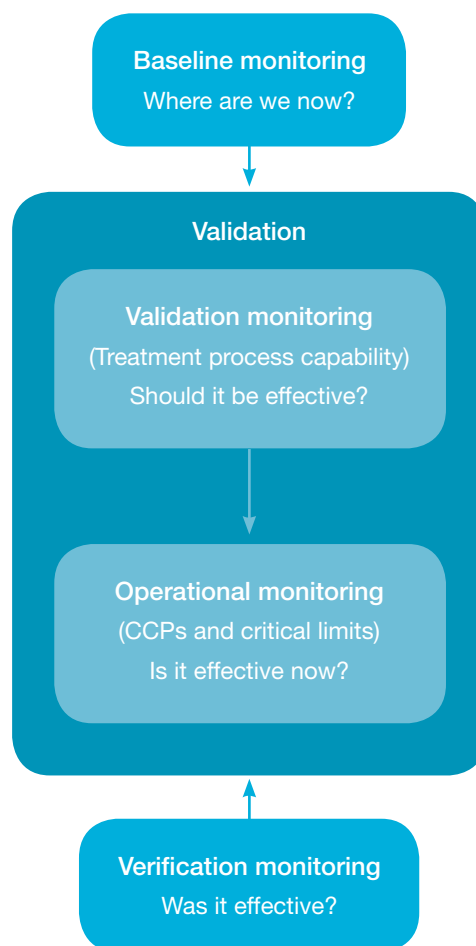 Baseline monitoring
Where are we now?
Validation
Validation monitoring
(Treatment process capability)
Should it be effective?
Operational monitoring
(CCPs and critical limits)
Is it effective now?
Verification monitoring
Was it effective?